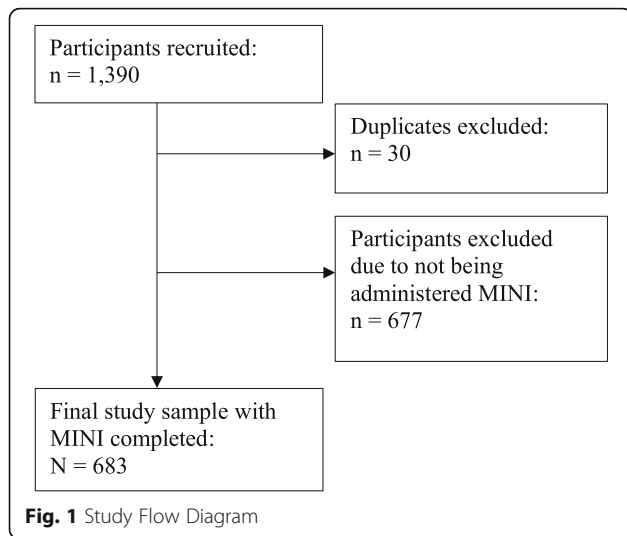 Participants recruited:
n = 1,390
Duplicates excluded:
n = 30
Participants excluded
due to not being
administered MINI:
n = 677
Final study sample with
MINI completed:
N = 683
Fig. 1 Study Flow Diagram